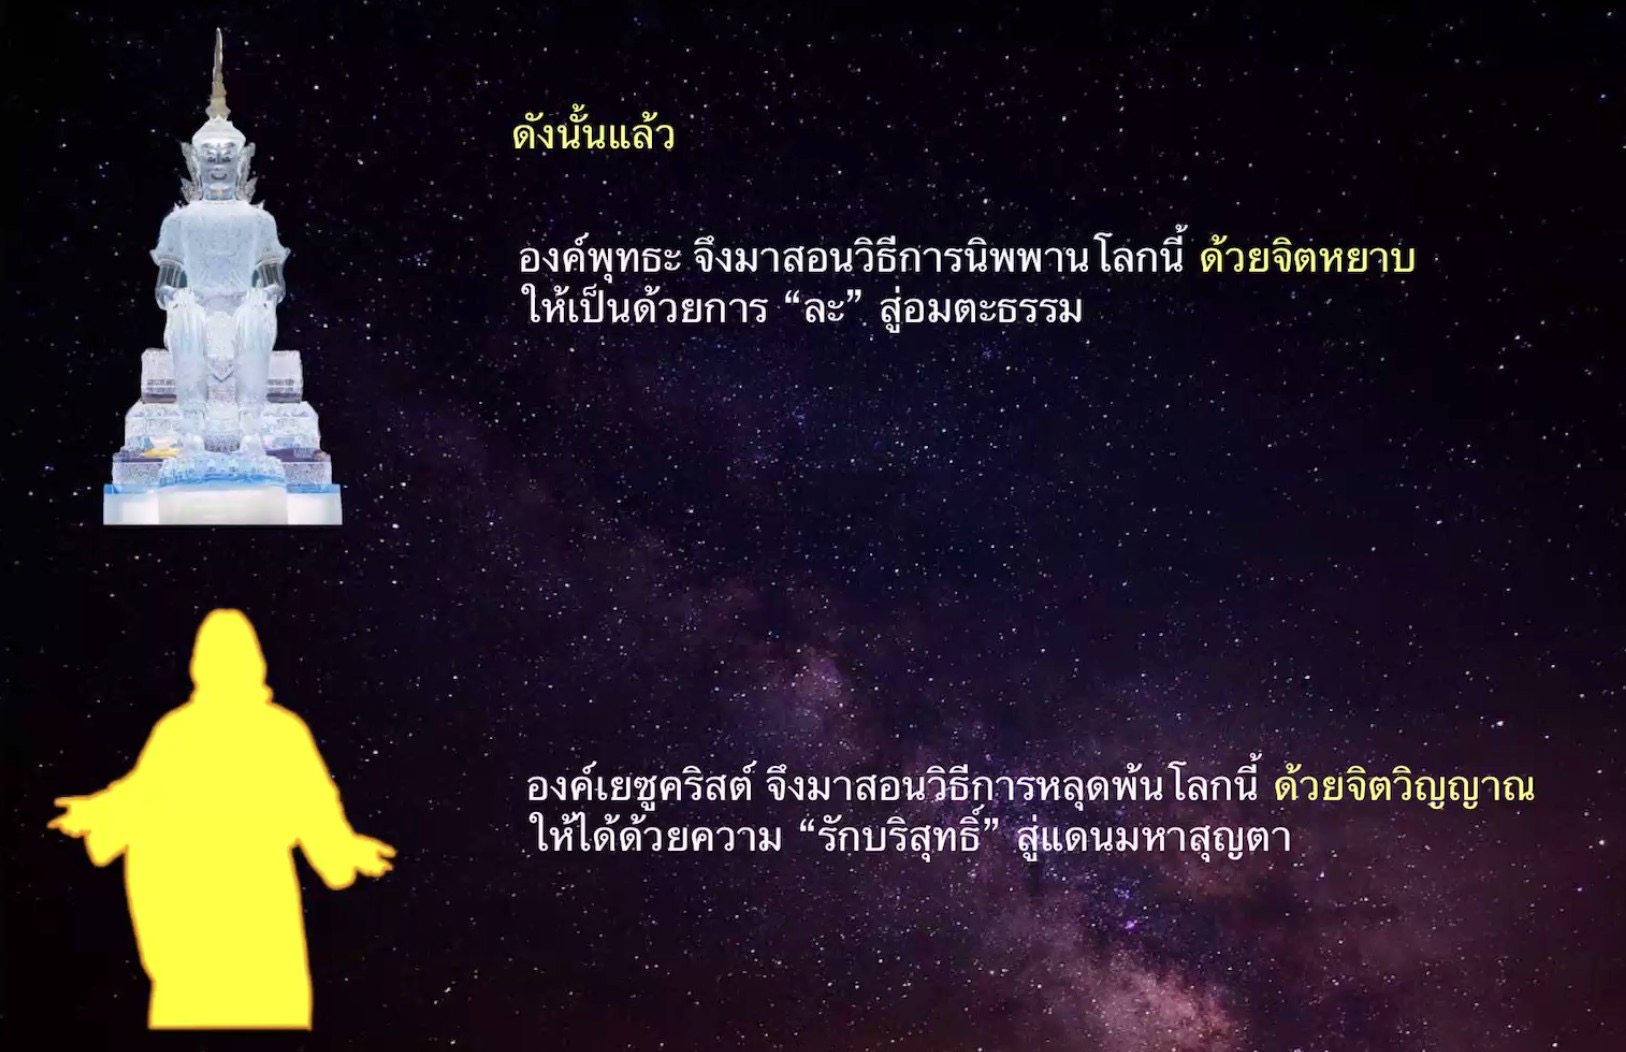 ดังนั้นแล้ว
องค์พุทธะ จึงมาสอนวิธีการนิพพานโลกนี้ ด้วยจิตหยาบ
ให้เป็นด้วยการ “ละ” สู่อมตะธรรม
องค์เยซูคริสต์ จึงมาสอนวิธีการหลุดพ้นโลกนี้ ด้วยจิตวิญญาณ
ให้ได้ด้วยความ “รักบริสุทธิ์” สู่แดนมหาสุญตา